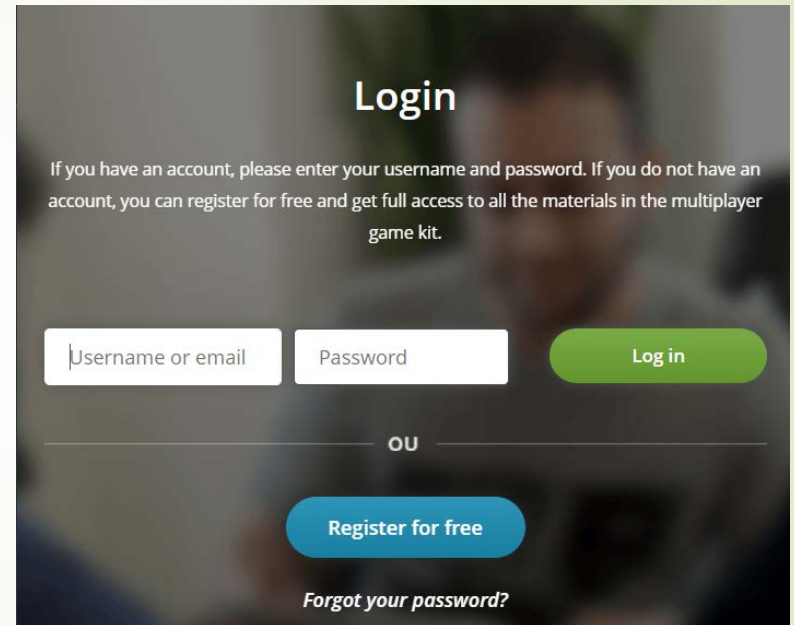 Login
If you have an account, please enter your username and password. If you do not have an
account, you can register for free and get full access to all the materials in the multiplayer
game kit.
Username or email
Password
Log in
OU
Register for free
Forgot your password?